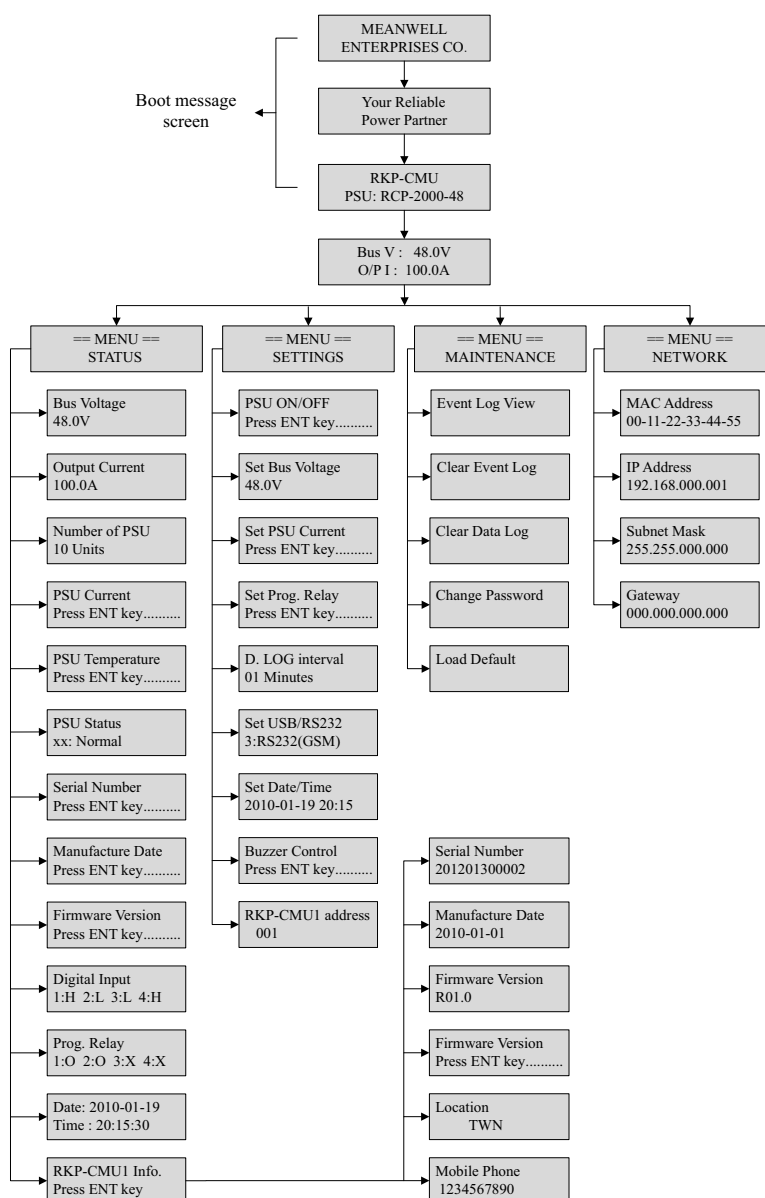 MEANWELL
ENTERPRISES CO.
Boot message
screen
Your Reliable
Power Partner
RKP-CMU
PSU: RCP-2000-48
Bus V :   48.0V
O/P I :  100.0A
== MENU ==
STATUS
Bus Voltage
48.0V
Output Current
100.0A
Number of PSU
10 Units
PSU Current
Press ENT key..........
PSU Temperature
Press ENT key..........
PSU Status
xx: Normal
Serial Number
Press ENT key..........
Manufacture Date
Press ENT key..........
Firmware Version
Press ENT key..........
Digital Input
1:H  2:L  3:L  4:H
Prog. Relay
1:O  2:O  3:X  4:X
Date: 2010-01-19
Time : 20:15:30
RKP-CMU1 Info.
Press ENT key
== MENU ==
SETTINGS
PSU ON/OFF
Press ENT key..........
Set Bus Voltage
48.0V
Set PSU Current
Press ENT key..........
Set Prog. Relay
Press ENT key..........
D. LOG interval
01 Minutes
Set USB/RS232
3:RS232(GSM)
Set Date/Time
2010-01-19 20:15
Buzzer Control
Press ENT key..........
RKP-CMU1 address
001
== MENU ==
MAINTENANCE
Event Log View
Clear Event Log
Clear Data Log
Change Password
Load Default
== MENU ==
NETWORK
MAC Address
00-11-22-33-44-55
IP Address
192.168.000.001
Subnet Mask
255.255.000.000
Gateway
000.000.000.000
Serial Number
201201300002
Manufacture Date
2010-01-01
Firmware Version
R01.0
Firmware Version
Press ENT key..........
Location
TWN
Mobile Phone
1234567890